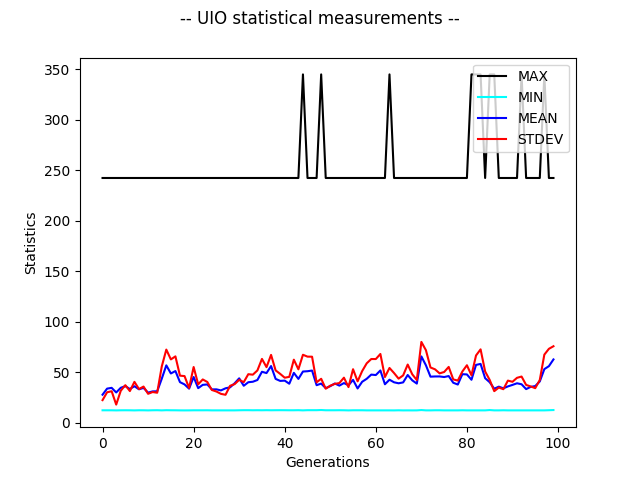 -- UIO statistical measurements --
350
300
250
200
150
100
50
0
Statistics
MAX
MIN
MEAN
STDEV
0 20 40 60 80 100
Generations